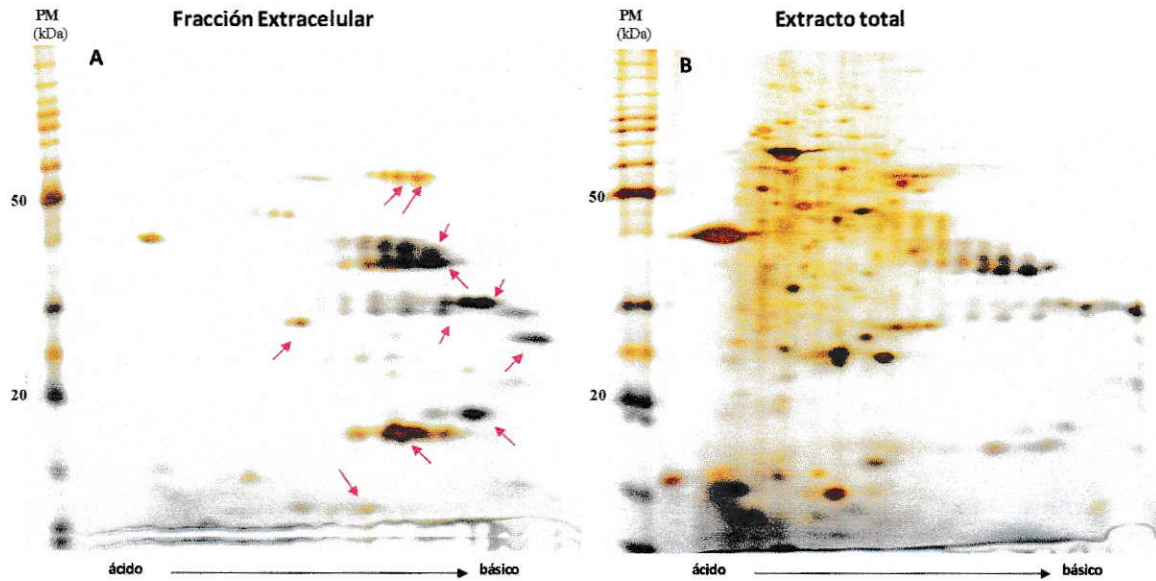 PM
(kDa)
Fracción Extracelular
A
50
20
ácido
básico
PM
(kDa)
Extracto total
B
50
20
ácido
básico